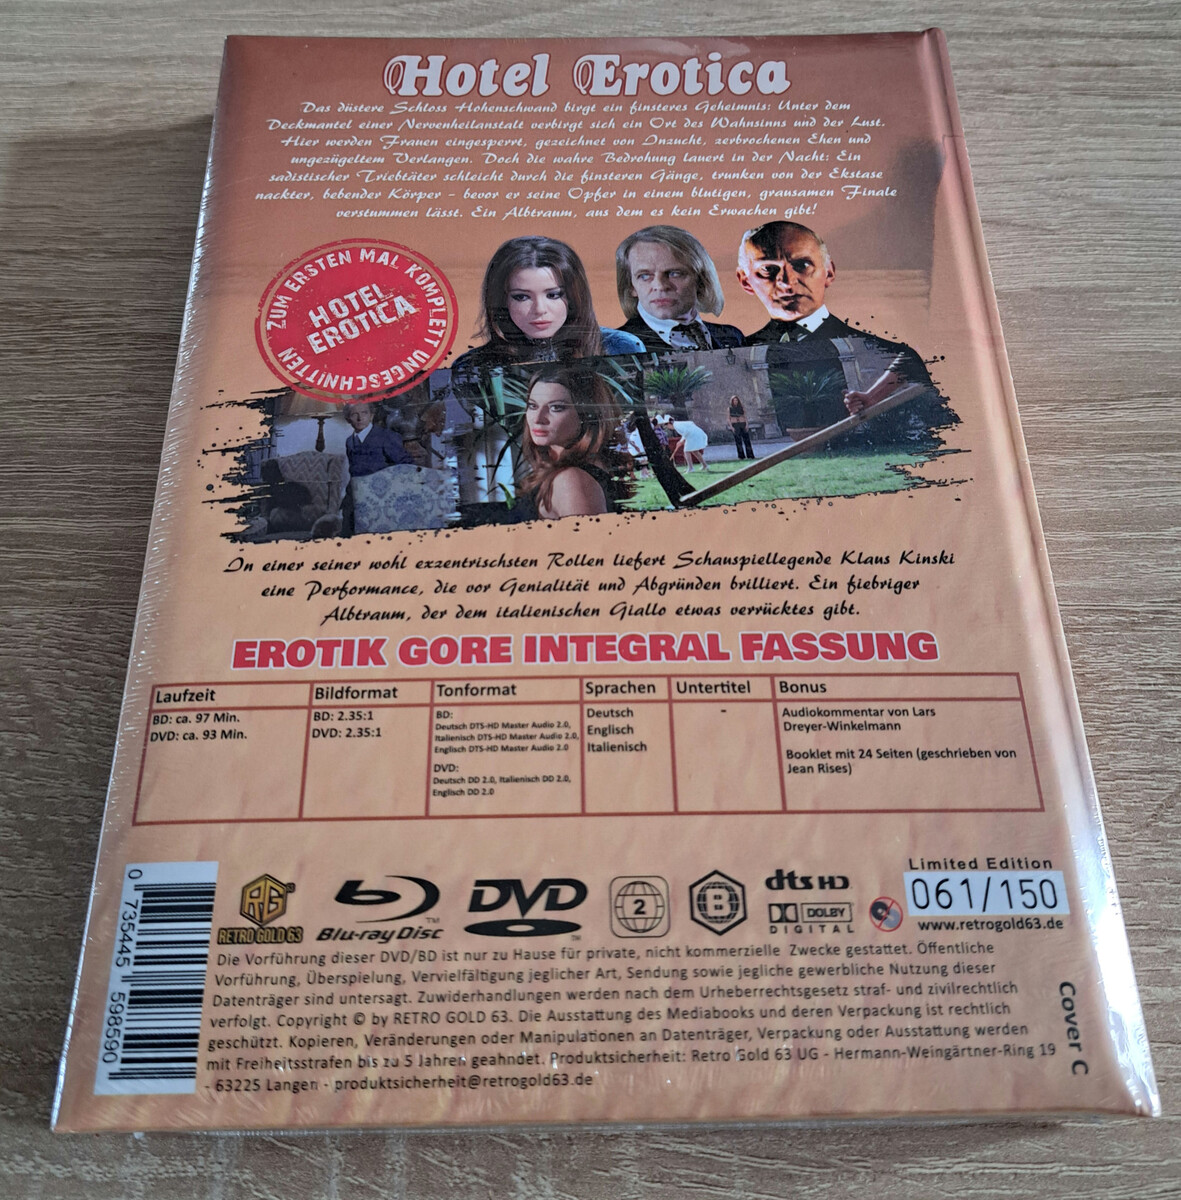 Hotel Erotica
Das düstere Schloss Hohenschwand birgt ein finsteres Geheimnis: Unter dem
Deckmantel einer Nervenheilanstalt verbirgt sich ein Ort des Wahnsinns und der Lust.
Hier werden Frauen eingesperrt, gezeichnet von Inzucht, zerbrochenen Ehen und
ungezügeltem Verlangen. Doch die wahre Bedrohung lauert in der Nacht: Ein
sadistischer Triebtäter schleicht durch die finsteren Gänge, trunken von der Ekstase
nackter, bebender Körper - bevor er seine Opfer in einem blutigen, grausamen Finale
verstummen lässt. Ein Albtraum, aus dem es kein Erwachen gibt!
ZUM ERSTEN MAL KOMPLETT UNGESCHNITTEN
HOTEL
EROTICA
In einer seiner wohl exzentrischsten Rollen liefert Schauspiellegende Klaus Kinski
eine Performance, die vor Genialität und Abgründen brilliert. Ein fiebriger
Albtraum, der dem italienischen Giallo etwas verrücktes gibt.
EROTIK GORE INTEGRAL FASSUNG
Laufzeit
BD: ca. 97 Min.
DVD: ca. 93 Min.
Bildformat
BD: 2.35:1
DVD: 2.35:1
Tonformat
BD:
Deutsch DTS-HD Master Audio 2.0,
Italienisch DTS-HD Master Audio 2.0,
Englisch DTS-HD Master Audio 2.0
DVD:
Deutsch DD 2.0, Italienisch DD 2.0,
Englisch DD 2.0
Sprachen
Deutsch
Englisch
Italienisch
Untertitel
-
Bonus
Audiokommentar von Lars
Dreyer-Winkelmann
Booklet mit 24 Seiten (geschrieben von
Jean Rises)
0 735445 598590
RG
RETRO GOLD 63
Blu-ray Disc™
DVD™
2
B
dts HD
DOLBY
DIGITAL
Limited Edition
061/150
www.retrogold63.de
Die Vorführung dieser DVD/BD ist nur zu Hause für private, nicht kommerzielle Zwecke gestattet. Öffentliche
Vorführung, Überspielung, Vervielfältigung jeglicher Art, Sendung sowie jegliche gewerbliche Nutzung dieser
Datenträger sind untersagt. Zuwiderhandlungen werden nach dem Urheberrechtsgesetz straf- und zivilrechtlich
verfolgt. Copyright © by RETRO GOLD 63. Die Ausstattung des Mediabooks und deren Verpackung ist rechtlich
geschützt. Kopieren, Veränderungen oder Manipulationen an Datenträger, Verpackung oder Ausstattung werden
mit Freiheitsstrafen bis zu 5 Jahren geahndet. Produktsicherheit: Retro Gold 63 UG - Hermann-Weingärtner-Ring 19
- 63225 Langen - produktsicherheit@retrogold63.de
Cover C